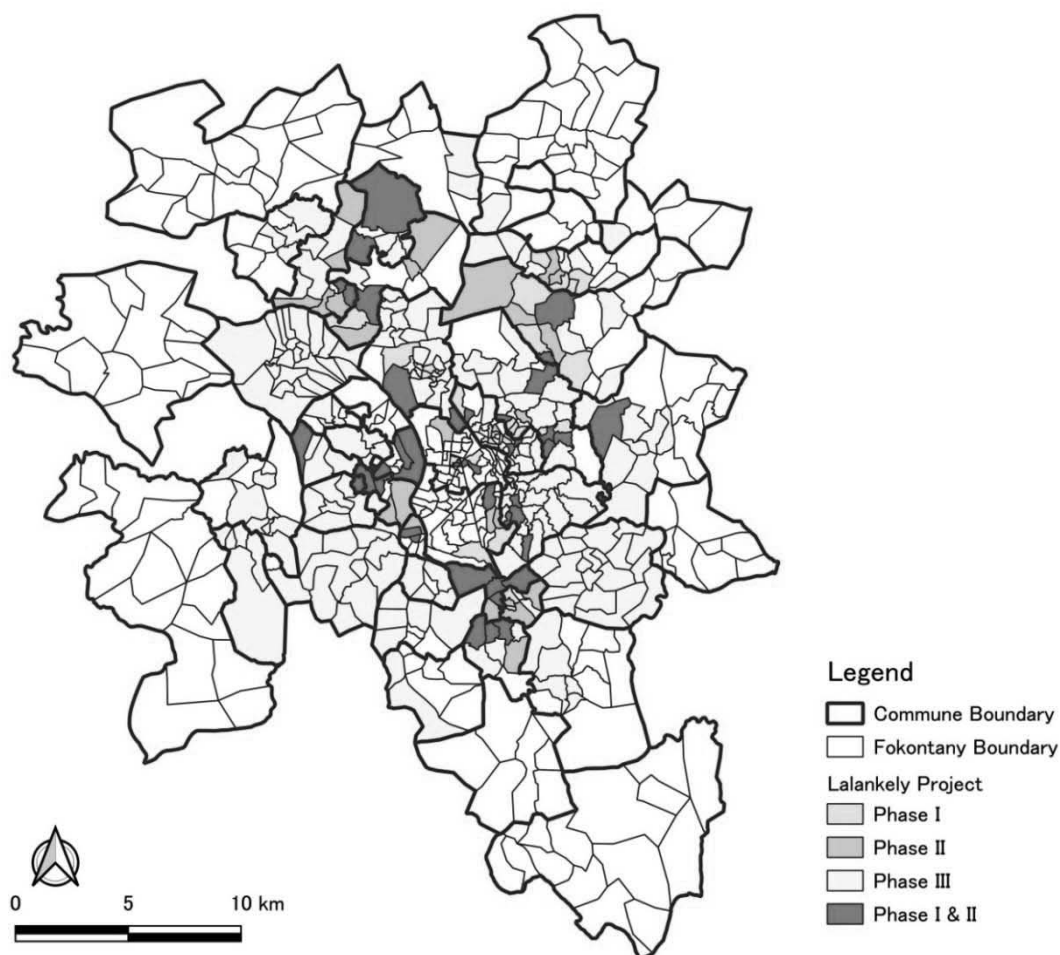 Legend
Commune Boundary
Fokontany Boundary
Lalankely Project
Phase I
Phase II
Phase III
Phase I & II
0 5 10 km